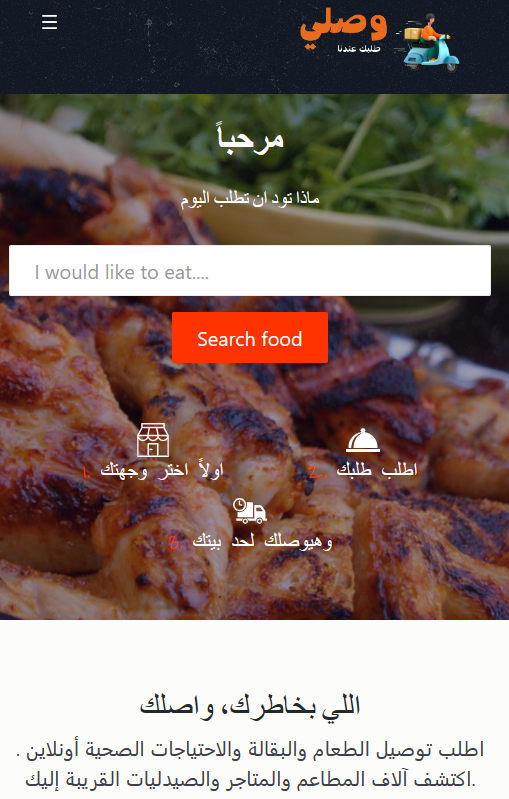 وصلي
طلبك عندنا
مرحباً
ماذا تود ان تطلب اليوم
I would like to eat....
Search food
1. اولاً اختر وجهتك
2. اطلب طلبك
3. وهيوصلك لحد بيتك
اللي بخاطرك، واصلك
اطلب توصيل الطعام والبقالة والاحتياجات الصحية أونلاين .
.اكتشف آلاف المطاعم والمتاجر والصيدليات القريبة إليك